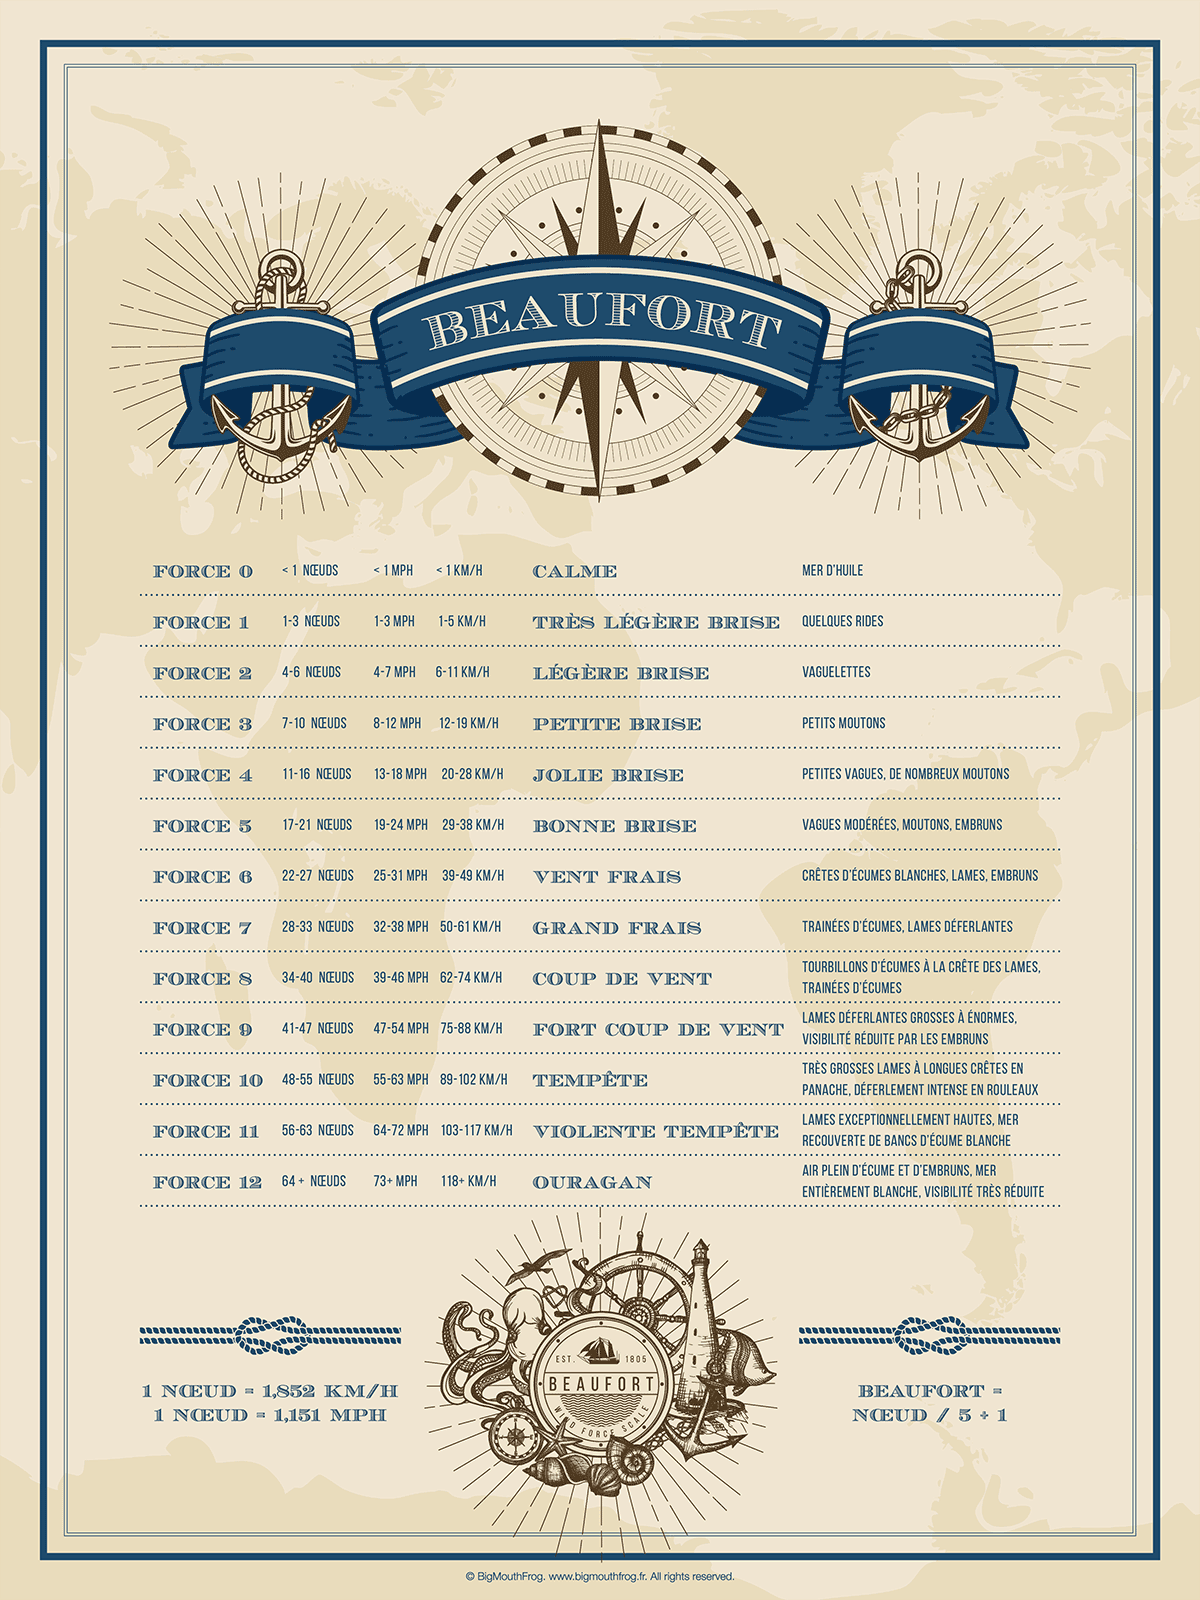 BEAUFORT
FORCE 0 < 1 NŒUDS < 1 MPH < 1 KM/H CALME MER D'HUILE
FORCE 1 1-3 NŒUDS 1-3 MPH 1-5 KM/H TRÈS LÉGÈRE BRISE QUELQUES RIDES
FORCE 2 4-6 NŒUDS 4-7 MPH 6-11 KM/H LÉGÈRE BRISE VAGUELETTES
FORCE 3 7-10 NŒUDS 8-12 MPH 12-19 KM/H PETITE BRISE PETITS MOUTONS
FORCE 4 11-16 NŒUDS 13-18 MPH 20-28 KM/H JOLIE BRISE PETITES VAGUES, DE NOMBREUX MOUTONS
FORCE 5 17-21 NŒUDS 19-24 MPH 29-38 KM/H BONNE BRISE VAGUES MODÉRÉES, MOUTONS, EMBRUNS
FORCE 6 22-27 NŒUDS 25-31 MPH 39-49 KM/H VENT FRAIS CRÊTES D'ÉCUMES BLANCHES, LAMES, EMBRUNS
FORCE 7 28-33 NŒUDS 32-38 MPH 50-61 KM/H GRAND FRAIS TRAINÉES D'ÉCUMES, LAMES DÉFERLANTES
FORCE 8 34-40 NŒUDS 39-46 MPH 62-74 KM/H COUP DE VENT TOURBILLONS D'ÉCUMES À LA CRÊTE DES LAMES,
TRAINÉES D'ÉCUMES
FORCE 9 41-47 NŒUDS 47-54 MPH 75-88 KM/H FORT COUP DE VENT LAMES DÉFERLANTES GROSSES À ÉNORMES,
VISIBILITÉ RÉDUITE PAR LES EMBRUNS
FORCE 10 48-55 NŒUDS 55-63 MPH 89-102 KM/H TEMPÊTE TRÈS GROSSES LAMES À LONGUES CRÊTES EN
PANACHE, DÉFERLEMENT INTENSE EN ROULEAUX
FORCE 11 56-63 NŒUDS 64-72 MPH 103-117 KM/H VIOLENTE TEMPÊTE LAMES EXCEPTIONNELLEMENT HAUTES, MER
RECOUVERTE DE BANCS D'ÉCUME BLANCHE
FORCE 12 64 + NŒUDS 73+ MPH 118+ KM/H OURAGAN AIR PLEIN D'ÉCUME ET D'EMBRUNS, MER
ENTIÈREMENT BLANCHE, VISIBILITÉ TRÈS RÉDUITE
1 NŒUD = 1,852 KM/H
1 NŒUD = 1,151 MPH
EST. 1805
BEAUFORT
WIND FORCE SCALE
BEAUFORT =
NŒUD / 5 + 1
© BigMouthFrog. www.bigmouthfrog.fr. All rights reserved.